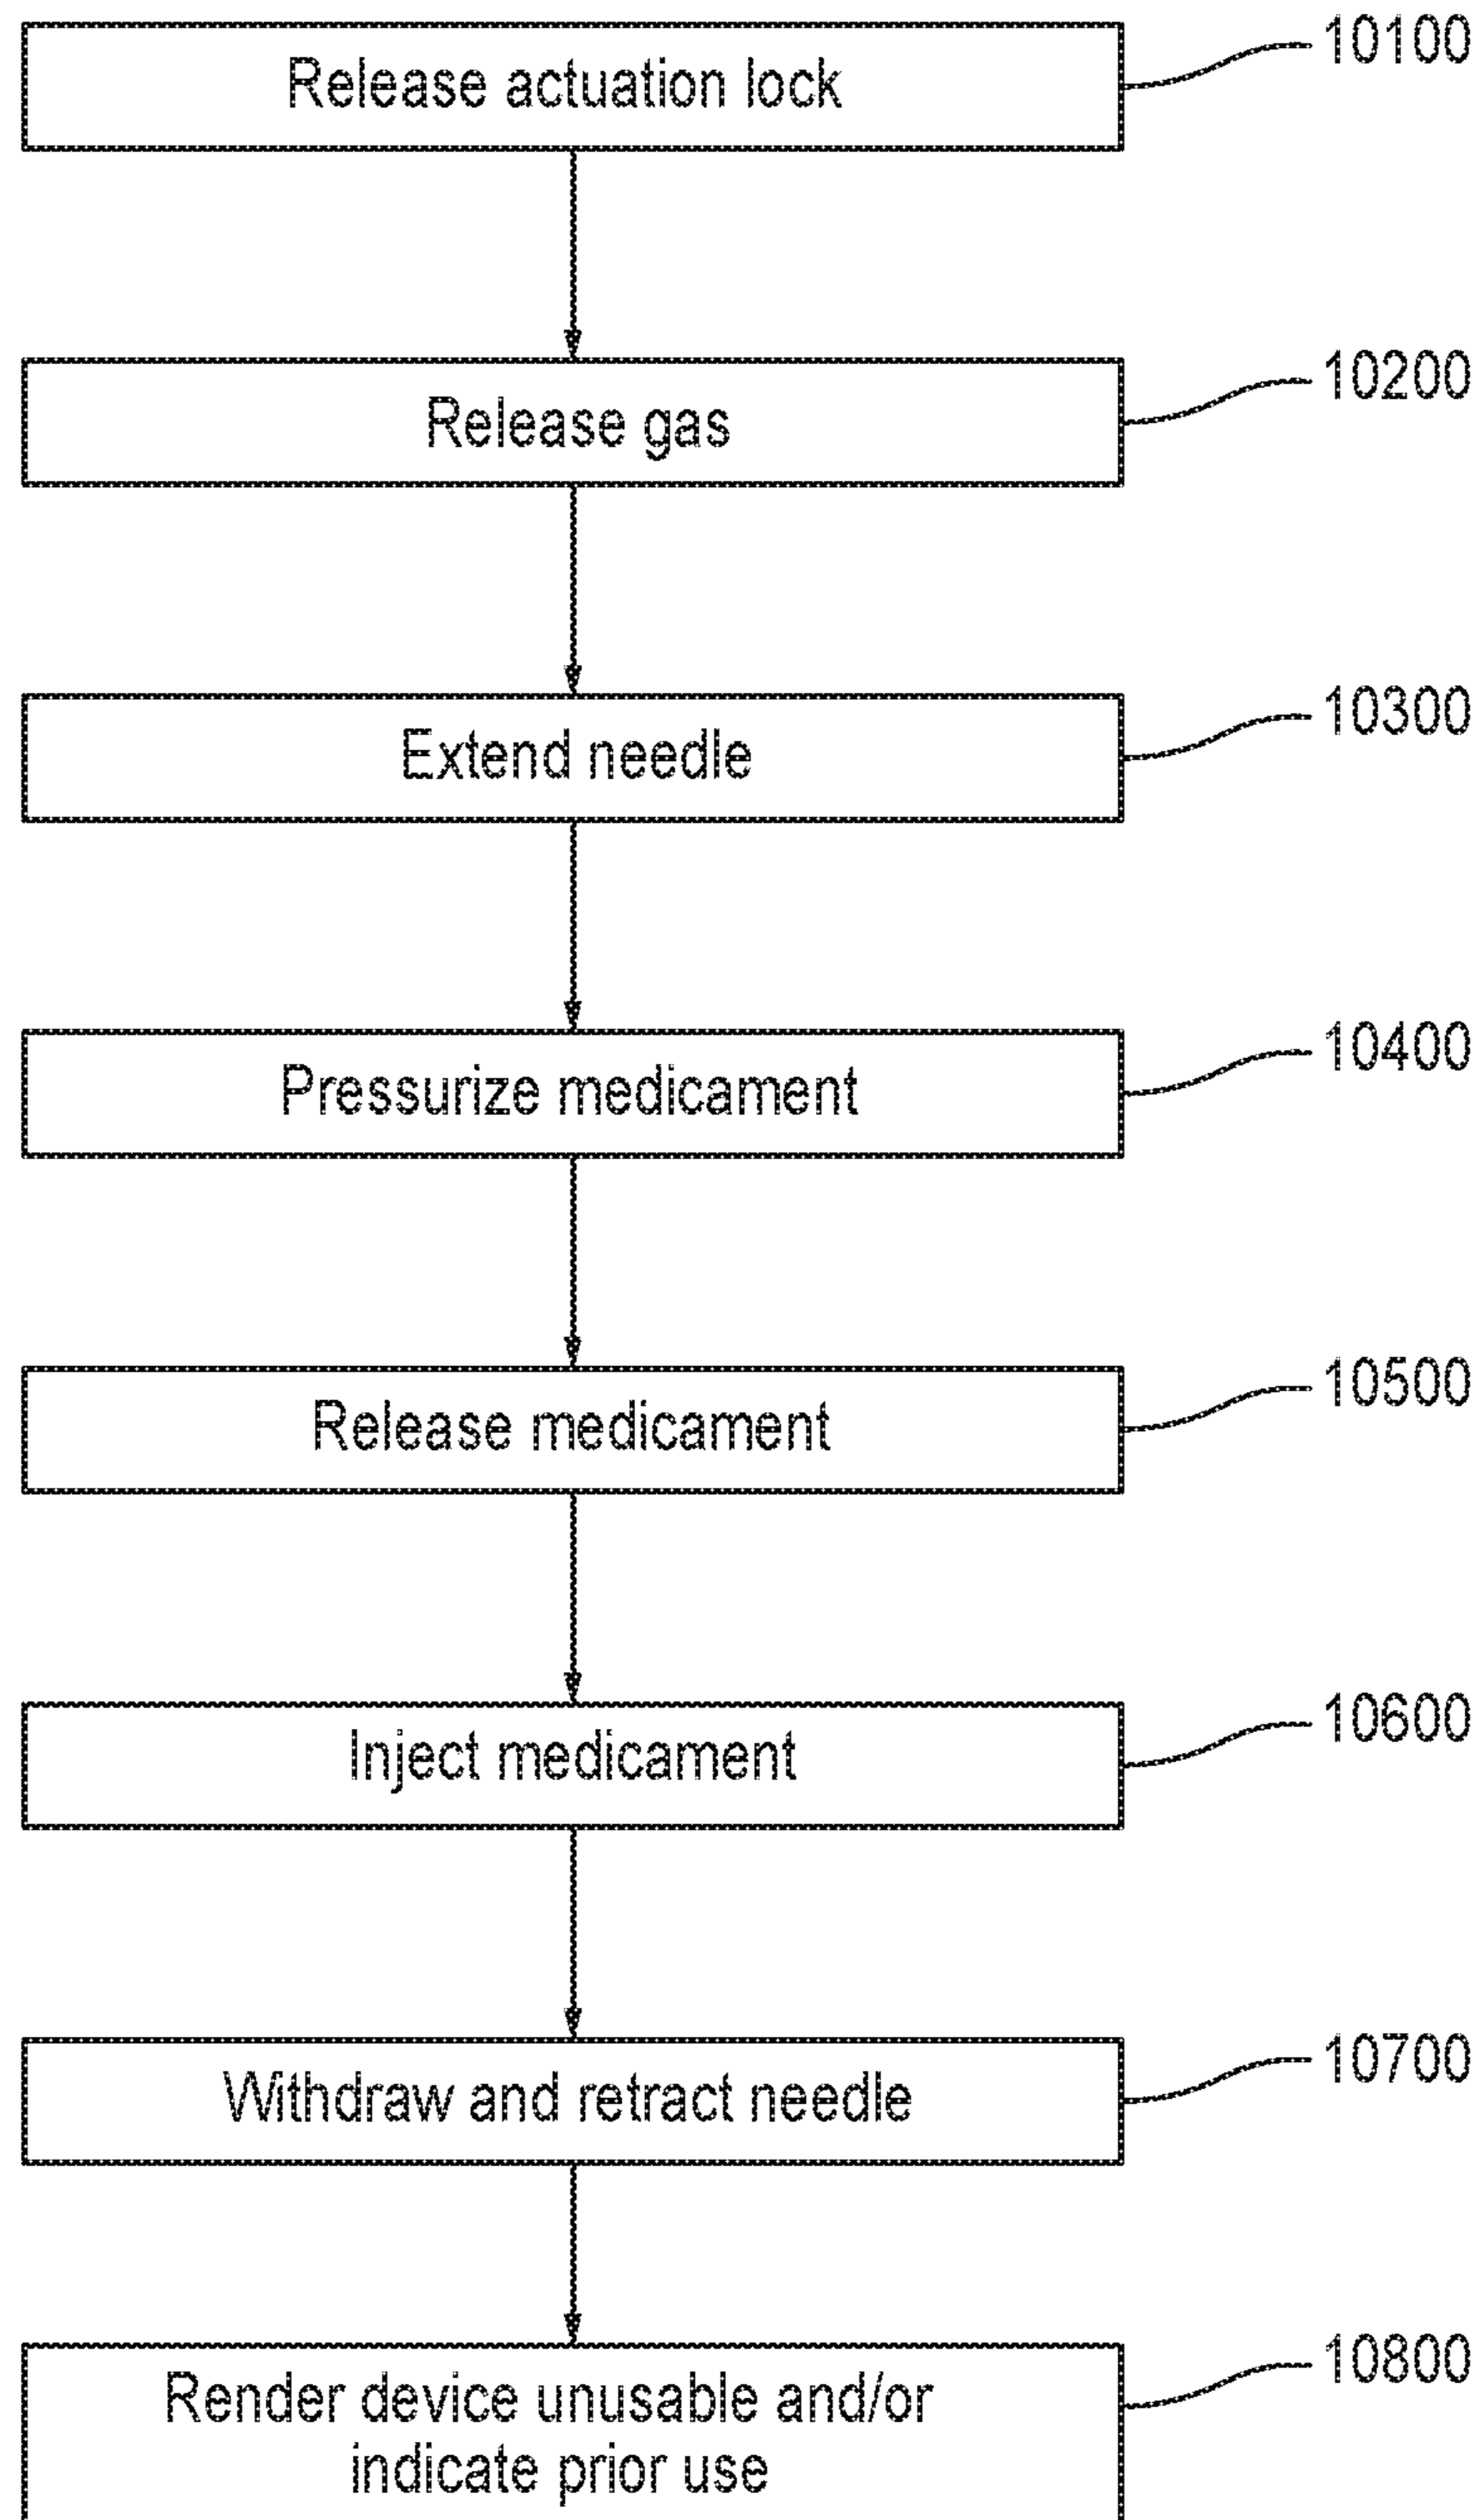 Release actuation lock
10100
Release gas
10200
Extend needle
10300
Pressurize medicament
10400
Release medicament
10500
Inject medicament
10600
Withdraw and retract needle
10700
Render device unusable and/or
indicate prior use
10800